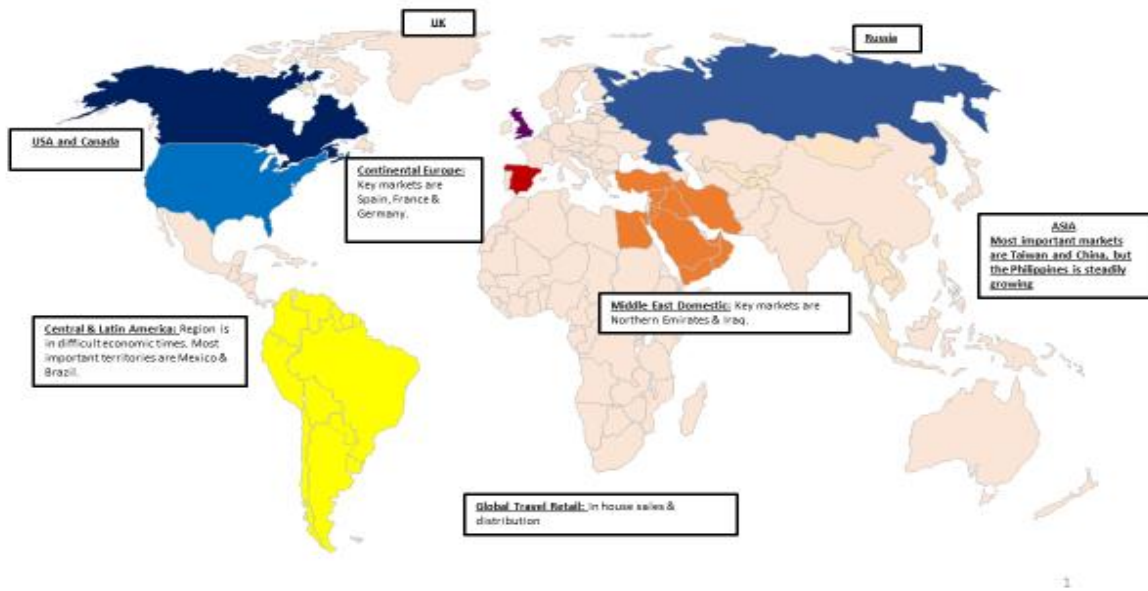 UK
Russia
USA and Canada
Continental Europe:
Key markets are
Spain, France &
Germany.
ASIA
Most important markets
are Taiwan and China, but
the Philippines is steadily
growing
Middle East Domestic: Key markets are
Northern Emirates & Iraq.
Central & Latin America: Region is
in difficult economic times. Most
important territories are Mexico &
Brazil.
Global Travel Retail: In house sales &
distribution
1